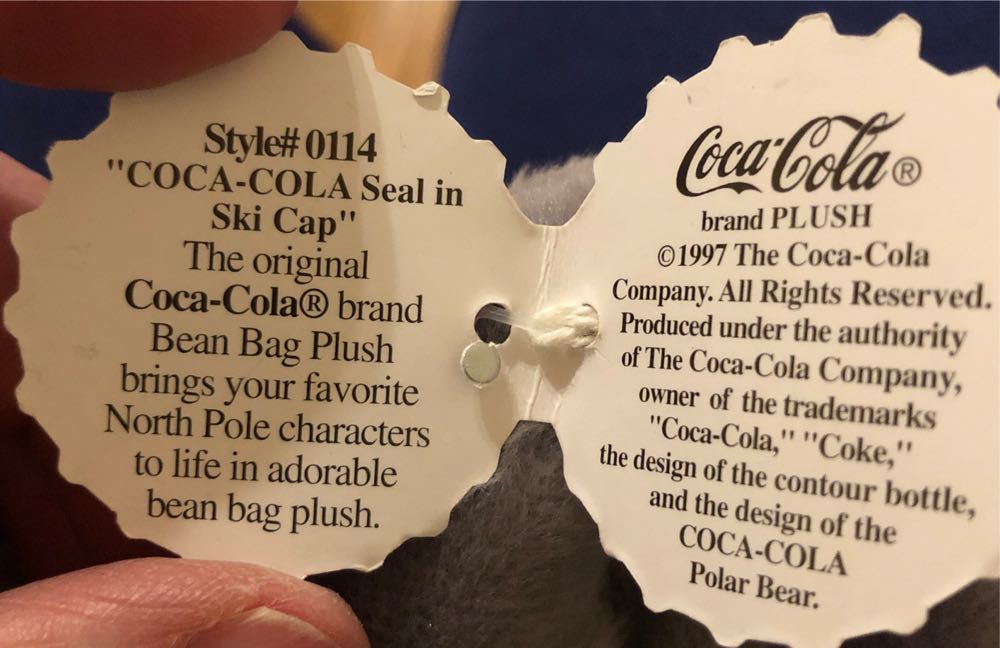 Style# 0114
"COCA-COLA Seal in
Ski Cap"
The original
Coca-Cola® brand
Bean Bag Plush
brings your favorite
North Pole characters
to life in adorable
bean bag plush.
Coca-Cola®
brand PLUSH
©1997 The Coca-Cola
Company. All Rights Reserved.
Produced under the authority
of The Coca-Cola Company,
owner of the trademarks
"Coca-Cola," "Coke,"
the design of the contour bottle,
and the design of the
COCA-COLA
Polar Bear.